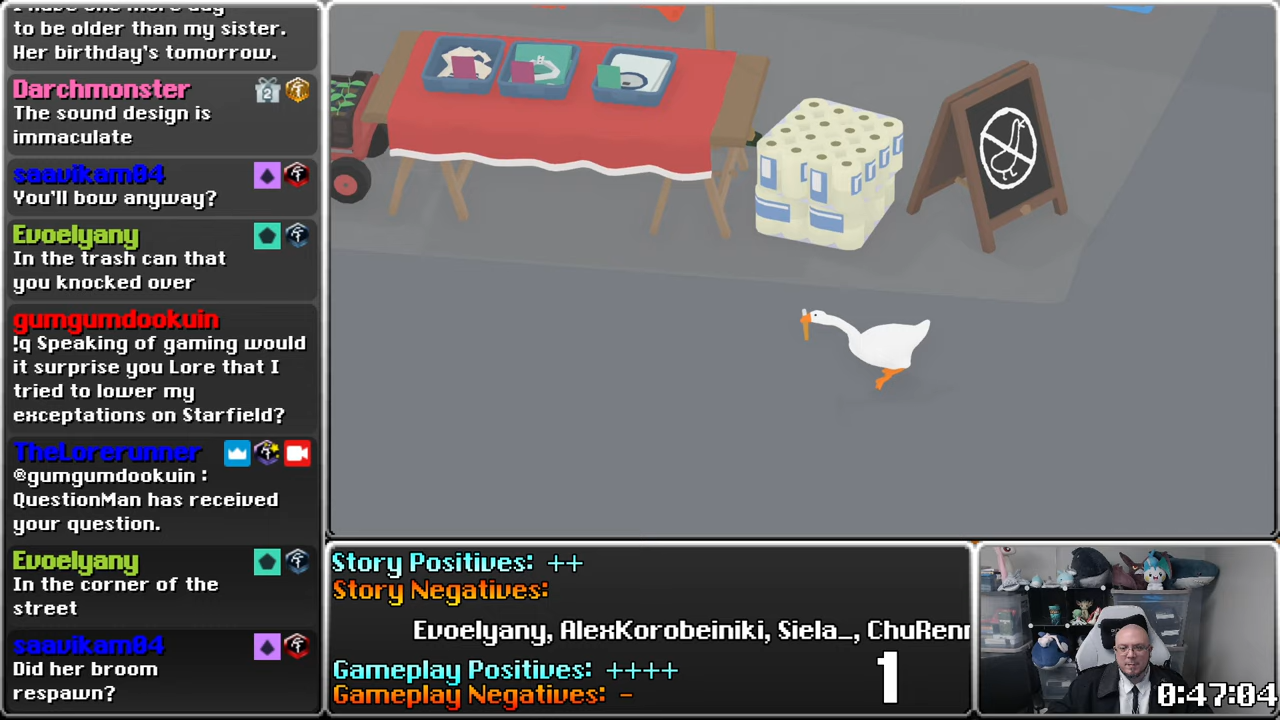 to be older than my sister.
Her birthday's tomorrow.
Darchmonster
2
The sound design is
immaculate
saavikam84
You'll bow anyway?
Evoelyany
In the trash can that
you knocked over
gumgumdookuin
!q Speaking of gaming would
it surprise you Lore that I
tried to lower my
exceptations on Starfield?
TheLorerunner
@gumgumdookuin :
QuestionMan has received
your question.
Evoelyany
In the corner of the
street
saavikam84
Did her broom
respawn?
Story Positives: ++
Story Negatives:
Evoelyany, AlexKorobeiniki, Siela_, ChuRenn
Gameplay Positives: ++++
Gameplay Negatives: -
1
0:47:04